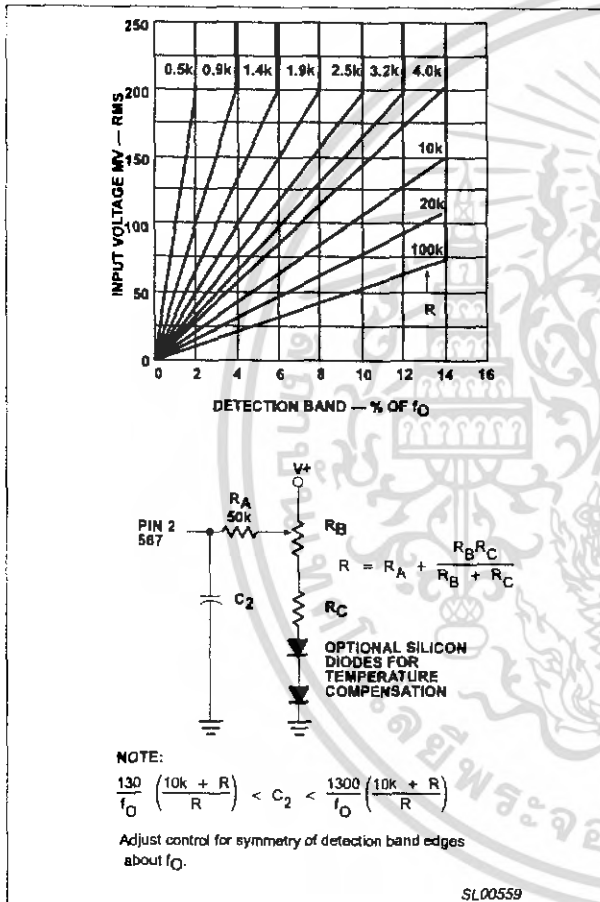 250
0.5k 0.9k 1.4k 1.9k 2.5k 3.2k 4.0k
200
10k
150
20k
100
100k
50
R
0
0 2 4 6 8 10 12 14 16
INPUT VOLTAGE MV — RMS
DETECTION BAND — % OF fO
V+
RA
50k
PIN 2
567
RB
R = RA + RBRC / RB + RC
C2
RC
OPTIONAL SILICON
DIODES FOR
TEMPERATURE
COMPENSATION
NOTE:
130/fO (10k + R / R) < C2 < 1300/fO (10k + R / R)
Adjust control for symmetry of detection band edges
about fO.
SL00559